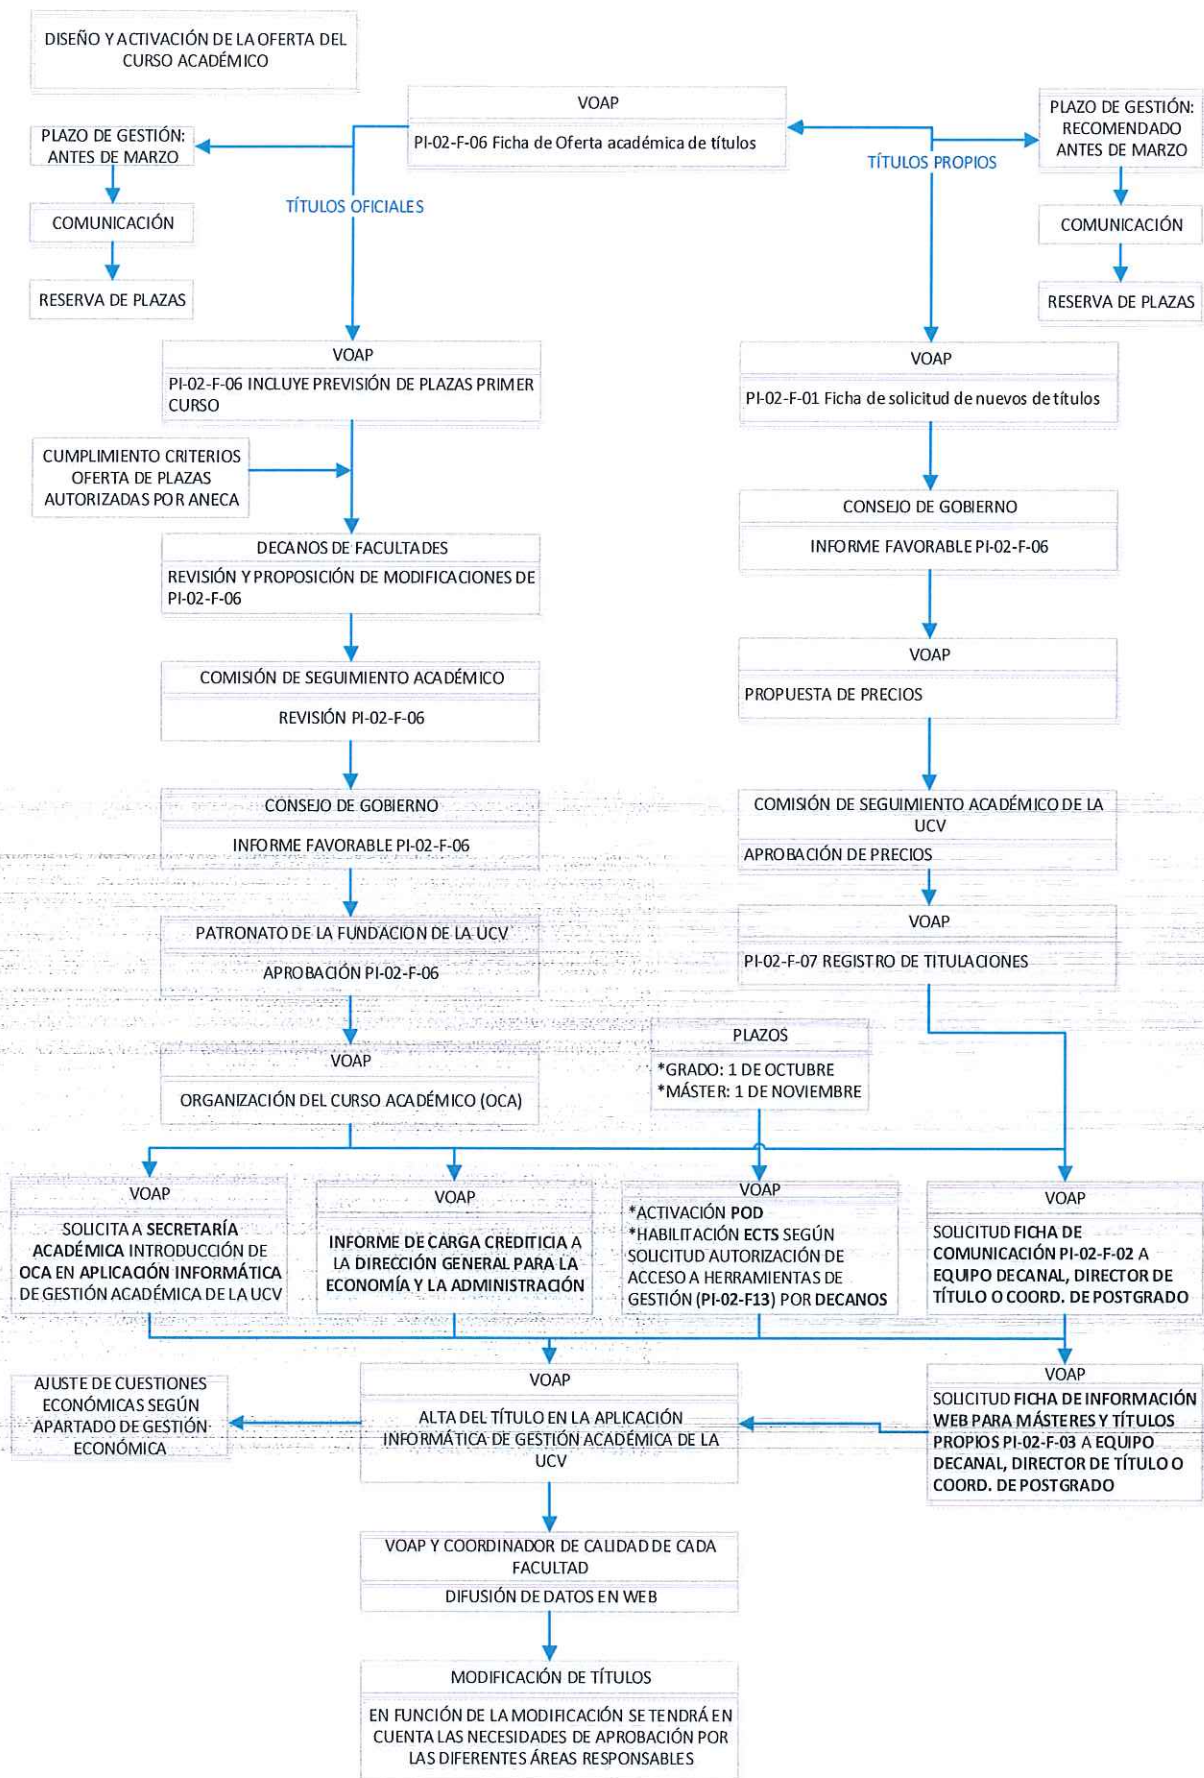 DISEÑO Y ACTIVACIÓN DE LA OFERTA DEL
CURSO ACADÉMICO
VOAP
PI-02-F-06 Ficha de Oferta académica de títulos
PLAZO DE GESTIÓN:
ANTES DE MARZO
COMUNICACIÓN
RESERVA DE PLAZAS
TÍTULOS OFICIALES
TÍTULOS PROPIOS
PLAZO DE GESTIÓN:
RECOMENDADO
ANTES DE MARZO
COMUNICACIÓN
RESERVA DE PLAZAS
VOAP
PI-02-F-06 INCLUYE PREVISIÓN DE PLAZAS PRIMER
CURSO
CUMPLIMIENTO CRITERIOS
OFERTA DE PLAZAS
AUTORIZADAS POR ANECA
DECANOS DE FACULTADES
REVISIÓN Y PROPOSICIÓN DE MODIFICACIONES DE
PI-02-F-06
COMISIÓN DE SEGUIMIENTO ACADÉMICO
REVISIÓN PI-02-F-06
CONSEJO DE GOBIERNO
INFORME FAVORABLE PI-02-F-06
PATRONATO DE LA FUNDACION DE LA UCV
APROBACIÓN PI-02-F-06
VOAP
ORGANIZACIÓN DEL CURSO ACADÉMICO (OCA)
VOAP
PI-02-F-01 Ficha de solicitud de nuevos de títulos
CONSEJO DE GOBIERNO
INFORME FAVORABLE PI-02-F-06
VOAP
PROPUESTA DE PRECIOS
COMISIÓN DE SEGUIMIENTO ACADÉMICO DE LA
UCV
APROBACIÓN DE PRECIOS
VOAP
PI-02-F-07 REGISTRO DE TITULACIONES
PLAZOS
*GRADO: 1 DE OCTUBRE
*MÁSTER: 1 DE NOVIEMBRE
VOAP
SOLICITA A SECRETARÍA
ACADÉMICA INTRODUCCIÓN DE
OCA EN APLICACIÓN INFORMÁTICA
DE GESTIÓN ACADÉMICA DE LA UCV
VOAP
INFORME DE CARGA CREDITICIA A
LA DIRECCIÓN GENERAL PARA LA
ECONOMÍA Y LA ADMINISTRACIÓN
VOAP
*ACTIVACIÓN POD
*HABILITACIÓN ECTS SEGÚN
SOLICITUD AUTORIZACIÓN DE
ACCESO A HERRAMIENTAS DE
GESTIÓN (PI-02-F13) POR DECANOS
VOAP
SOLICITUD FICHA DE
COMUNICACIÓN PI-02-F-02 A
EQUIPO DECANAL, DIRECTOR DE
TÍTULO O COORD. DE POSTGRADO
AJUSTE DE CUESTIONES
ECONÓMICAS SEGÚN
APARTADO DE GESTIÓN
ECONÓMICA
VOAP
ALTA DEL TÍTULO EN LA APLICACIÓN
INFORMÁTICA DE GESTIÓN ACADÉMICA DE LA
UCV
VOAP
SOLICITUD FICHA DE INFORMACIÓN
WEB PARA MÁSTERES Y TÍTULOS
PROPIOS PI-02-F-03 A EQUIPO
DECANAL, DIRECTOR DE TÍTULO O
COORD. DE POSTGRADO
VOAP Y COORDINADOR DE CALIDAD DE CADA
FACULTAD
DIFUSIÓN DE DATOS EN WEB
MODIFICACIÓN DE TÍTULOS
EN FUNCIÓN DE LA MODIFICACIÓN SE TENDRÁ EN
CUENTA LAS NECESIDADES DE APROBACIÓN POR
LAS DIFERENTES ÁREAS RESPONSABLES